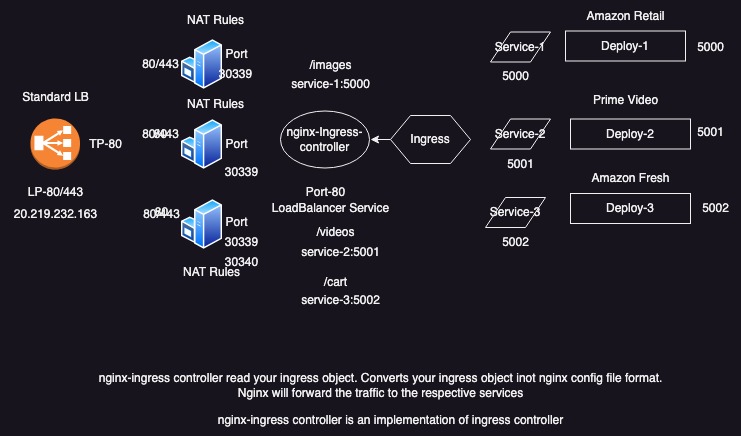 NAT Rules
80/443
Port
30339
Standard LB
TP-80
LP-80/443
20.219.232.163
NAT Rules
80/443
Port
30339
80/443
Port
30339
30340
NAT Rules
/images
service-1:5000
nginx-Ingress-
controller
Ingress
Port-80
LoadBalancer Service
/videos
service-2:5001
/cart
service-3:5002
Amazon Retail
Service-1
Deploy-1
5000
5000
Prime Video
Service-2
Deploy-2
5001
5001
Amazon Fresh
Service-3
Deploy-3
5002
5002
nginx-ingress controller read your ingress object. Converts your ingress object inot nginx config file format.
Nginx will forward the traffic to the respective services
nginx-ingress controller is an implementation of ingress controller